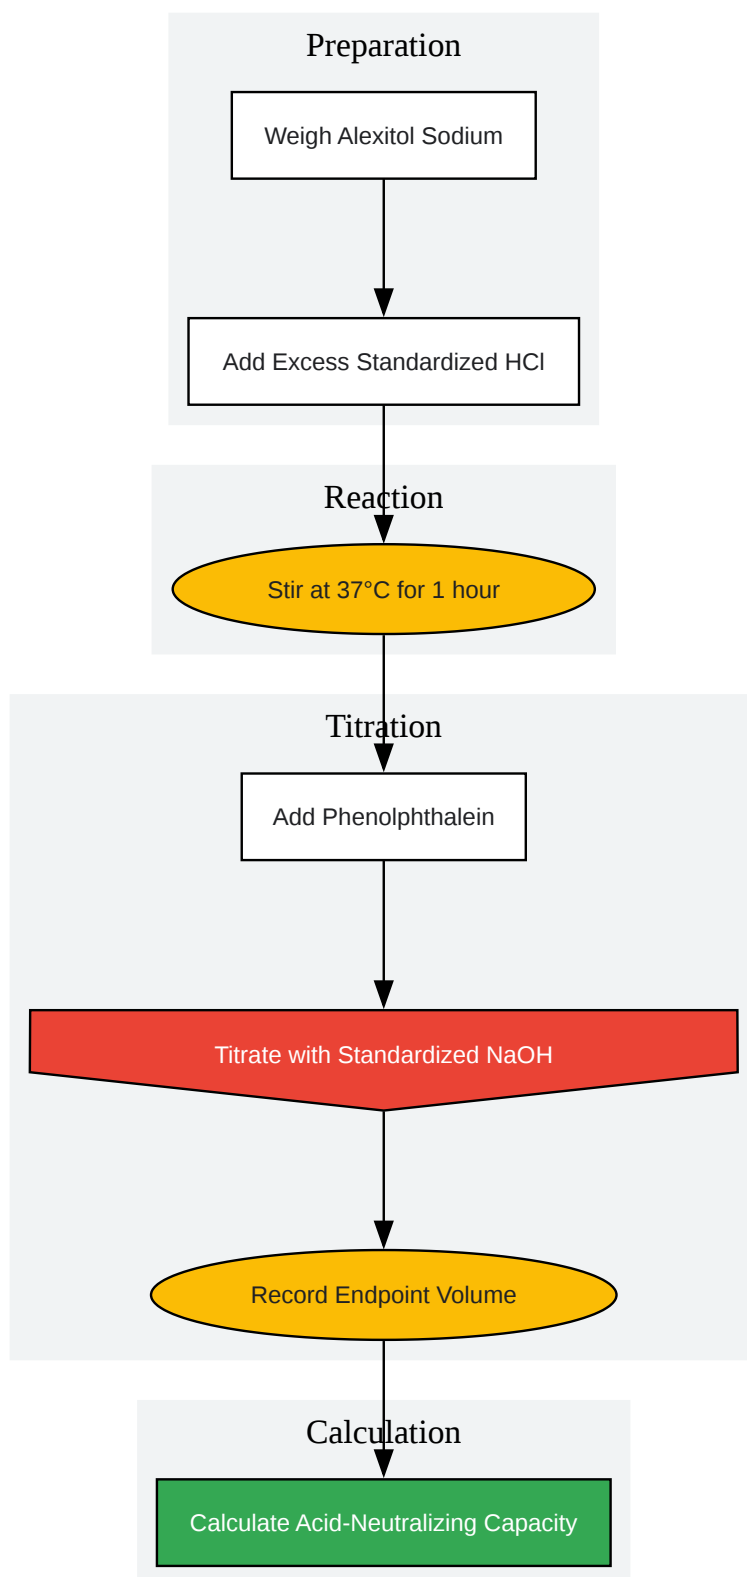 Preparation
Weigh Alexitol Sodium
Add Excess Standardized HCl
Reaction
Stir at 37°C for 1 hour
Titration
Add Phenolphthalein
Titrate with Standardized NaOH
Record Endpoint Volume
Calculation
Calculate Acid-Neutralizing Capacity